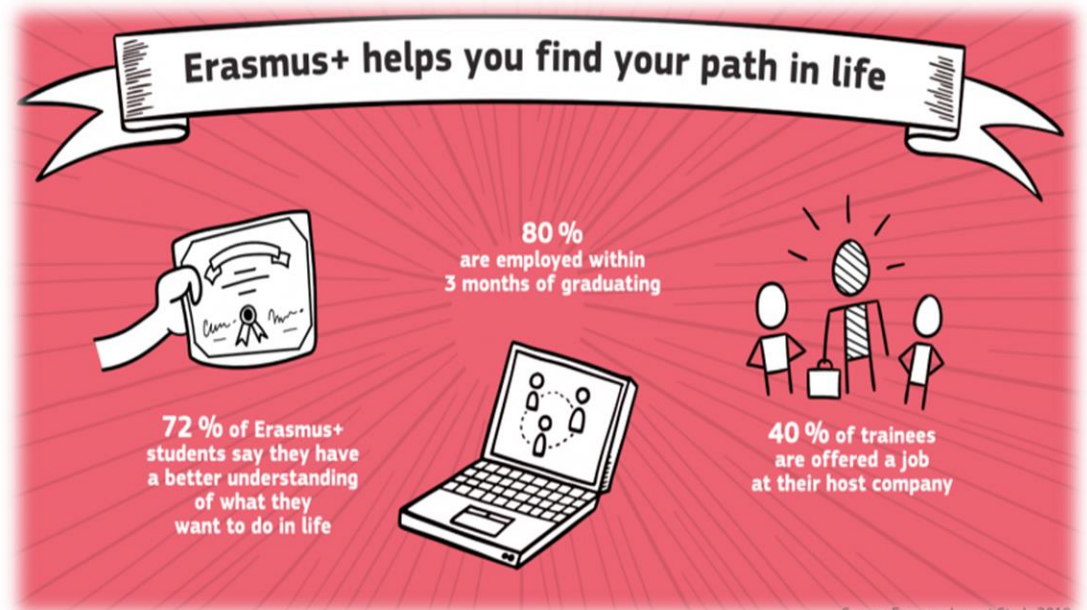 Erasmus+ helps you find your path in life
80 %
are employed within
3 months of graduating
72 % of Erasmus+
students say they have
a better understanding
of what they
want to do in life
40 % of trainees
are offered a job
at their host company